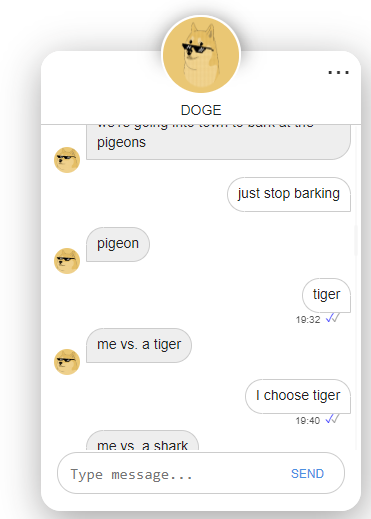 DOGE
we're going into town to bark at the
pigeons
just stop barking
pigeon
tiger
19:32
me vs. a tiger
I choose tiger
19:40
me vs. a shark
Type message...
SEND